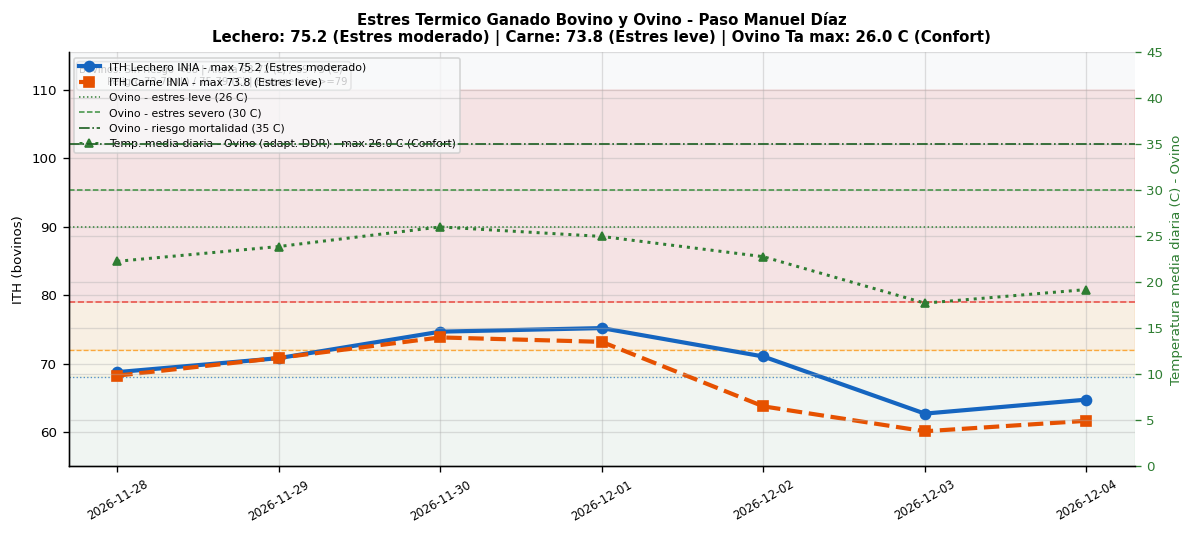 Estres Termico Ganado Bovino y Ovino - Paso Manuel Díaz
Lechero: 75.2 (Estres moderado) | Carne: 73.8 (Estres leve) | Ovino Ta max: 26.0 C (Confort)
ITH Lechero INIA - max 75.2 (Estres moderado)
ITH Carne INIA - max 73.8 (Estres leve)
Ovino - estres leve (26 C)
Ovino - estres severo (30 C)
Ovino - riesgo mortalidad (35 C)
Temp. media diaria - Ovino (adapt. DDR) - max 26.0 C (Confort)
ITH (bovinos)
110
100
90
80
70
60
Temperatura media diaria (C) - Ovino
45
40
35
30
25
20
15
10
5
0
2026-11-28
2026-11-29
2026-11-30
2026-12-01
2026-12-02
2026-12-03
2026-12-04